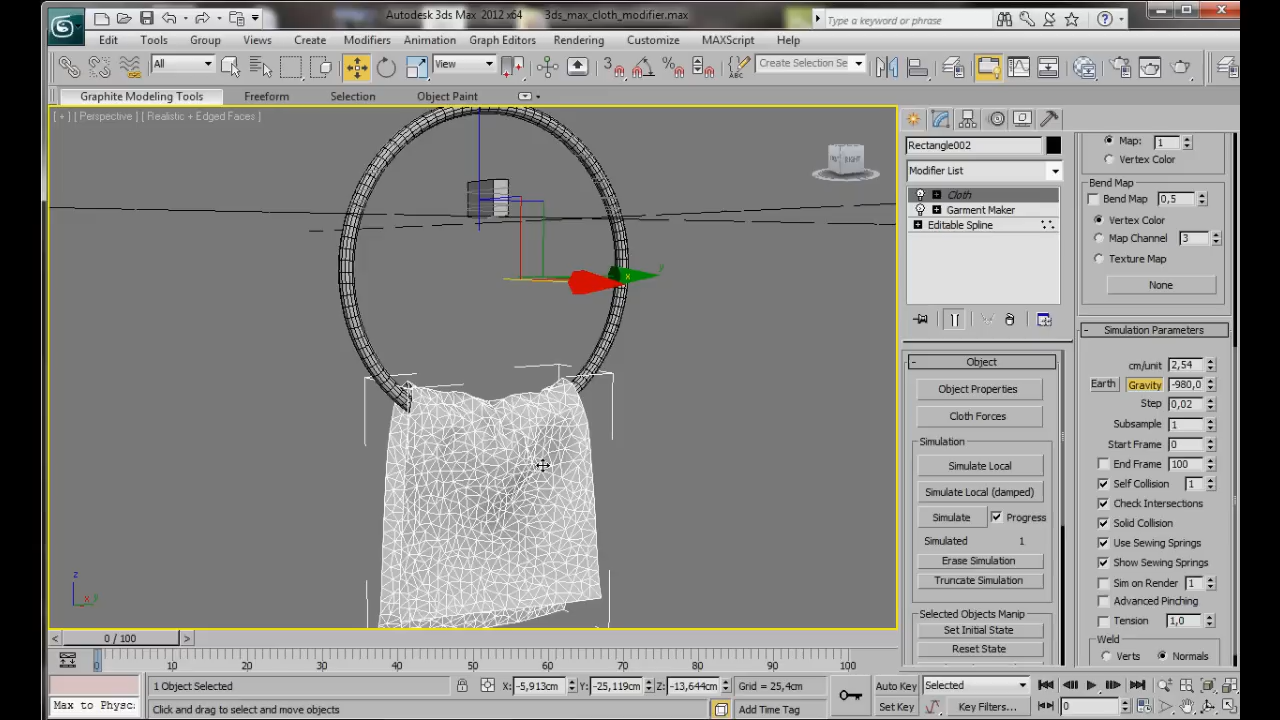 Autodesk 3ds Max 2012 x64 3ds_max_cloth_modifier.max
Type a keyword or phrase
Edit Tools Group Views Create Modifiers Animation Graph Editors Rendering Customize MAXScript Help
All View Create Selection Se
Graphite Modeling Tools Freeform Selection Object Paint
[ + ] [ Perspective ] [ Realistic + Edged Faces ]
RIGHT
z
y
x
Rectangle002
Modifier List
Cloth
Garment Maker
Editable Spline
Object
Object Properties
Cloth Forces
Simulation
Simulate Local
Simulate Local (damped)
Simulate Progress
Simulated 1
Erase Simulation
Truncate Simulation
Selected Objects Manip
Set Initial State
Reset State
Map: 1
Vertex Color
Bend Map
Bend Map 0,5
Vertex Color
Map Channel 3
Texture Map
None
Simulation Parameters
cm/unit 2,54
Earth Gravity -980,0
Step 0,02
Subsample 1
Start Frame 0
End Frame 100
Self Collision 1
Check Intersections
Solid Collision
Use Sewing Springs
Show Sewing Springs
Sim on Render 1
Advanced Pinching
Tension 1,0
Weld
Verts Normals
< 0 / 100 >
0 10 20 30 40 50 60 70 80 90 100
1 Object Selected X: -5,913cm Y: -25,119cm Z: -13,644cm Grid = 25,4cm Auto Key Selected
Max to Physc: Click and drag to select and move objects Add Time Tag Set Key Key Filters... 0